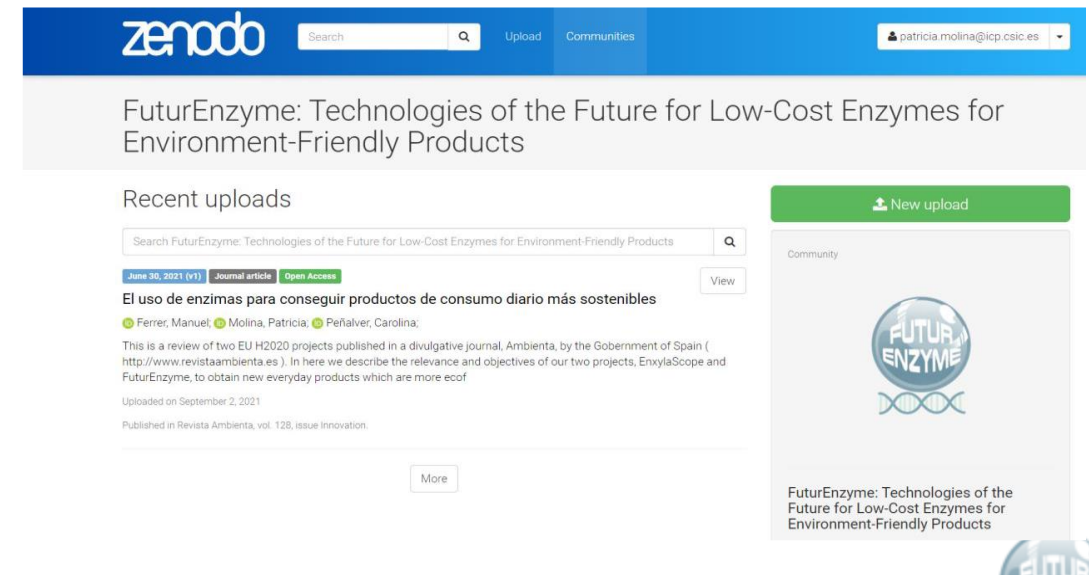 zenodo
Search
Upload
Communities
patricia.molina@icp.csic.es
FuturEnzyme: Technologies of the Future for Low-Cost Enzymes for
Environment-Friendly Products
Recent uploads
New upload
Search FuturEnzyme: Technologies of the Future for Low-Cost Enzymes for Environment-Friendly Products
Community
June 30, 2021 (v1) Journal article Open Access
View
El uso de enzimas para conseguir productos de consumo diario más sostenibles
Ferrer, Manuel; Molina, Patricia; Peñalver, Carolina;
This is a review of two EU H2020 projects published in a divulgative journal, Ambienta, by the Gobernment of Spain (
http://www.revistaambienta.es ). In here we describe the relevance and objectives of our two projects, EnxylaScope and
FuturEnzyme, to obtain new everyday products which are more ecof
Uploaded on September 2, 2021
Published in Revista Ambienta, vol. 128, issue Innovation.
More
FUTUR
ENZYME
FuturEnzyme: Technologies of the
Future for Low-Cost Enzymes for
Environment-Friendly Products